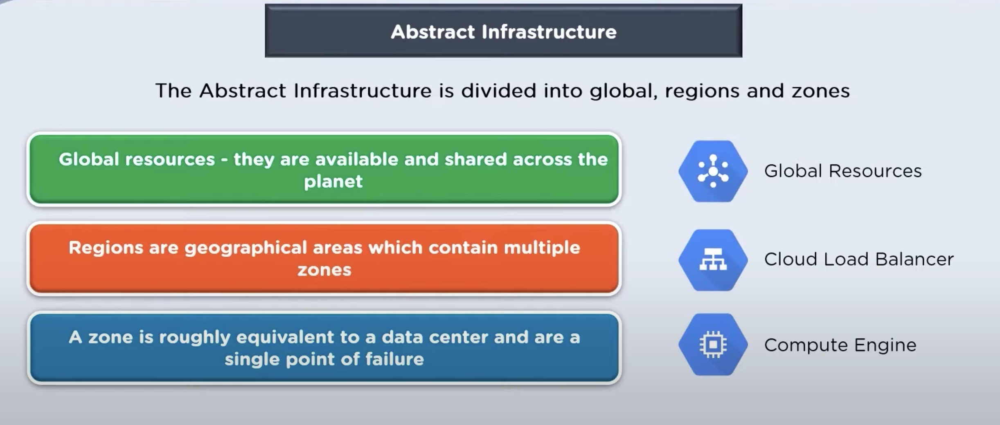 Abstract Infrastructure
The Abstract Infrastructure is divided into global, regions and zones
Global resources - they are available and shared across the
planet
Global Resources
Regions are geographical areas which contain multiple
zones
Cloud Load Balancer
A zone is roughly equivalent to a data center and are a
single point of failure
Compute Engine